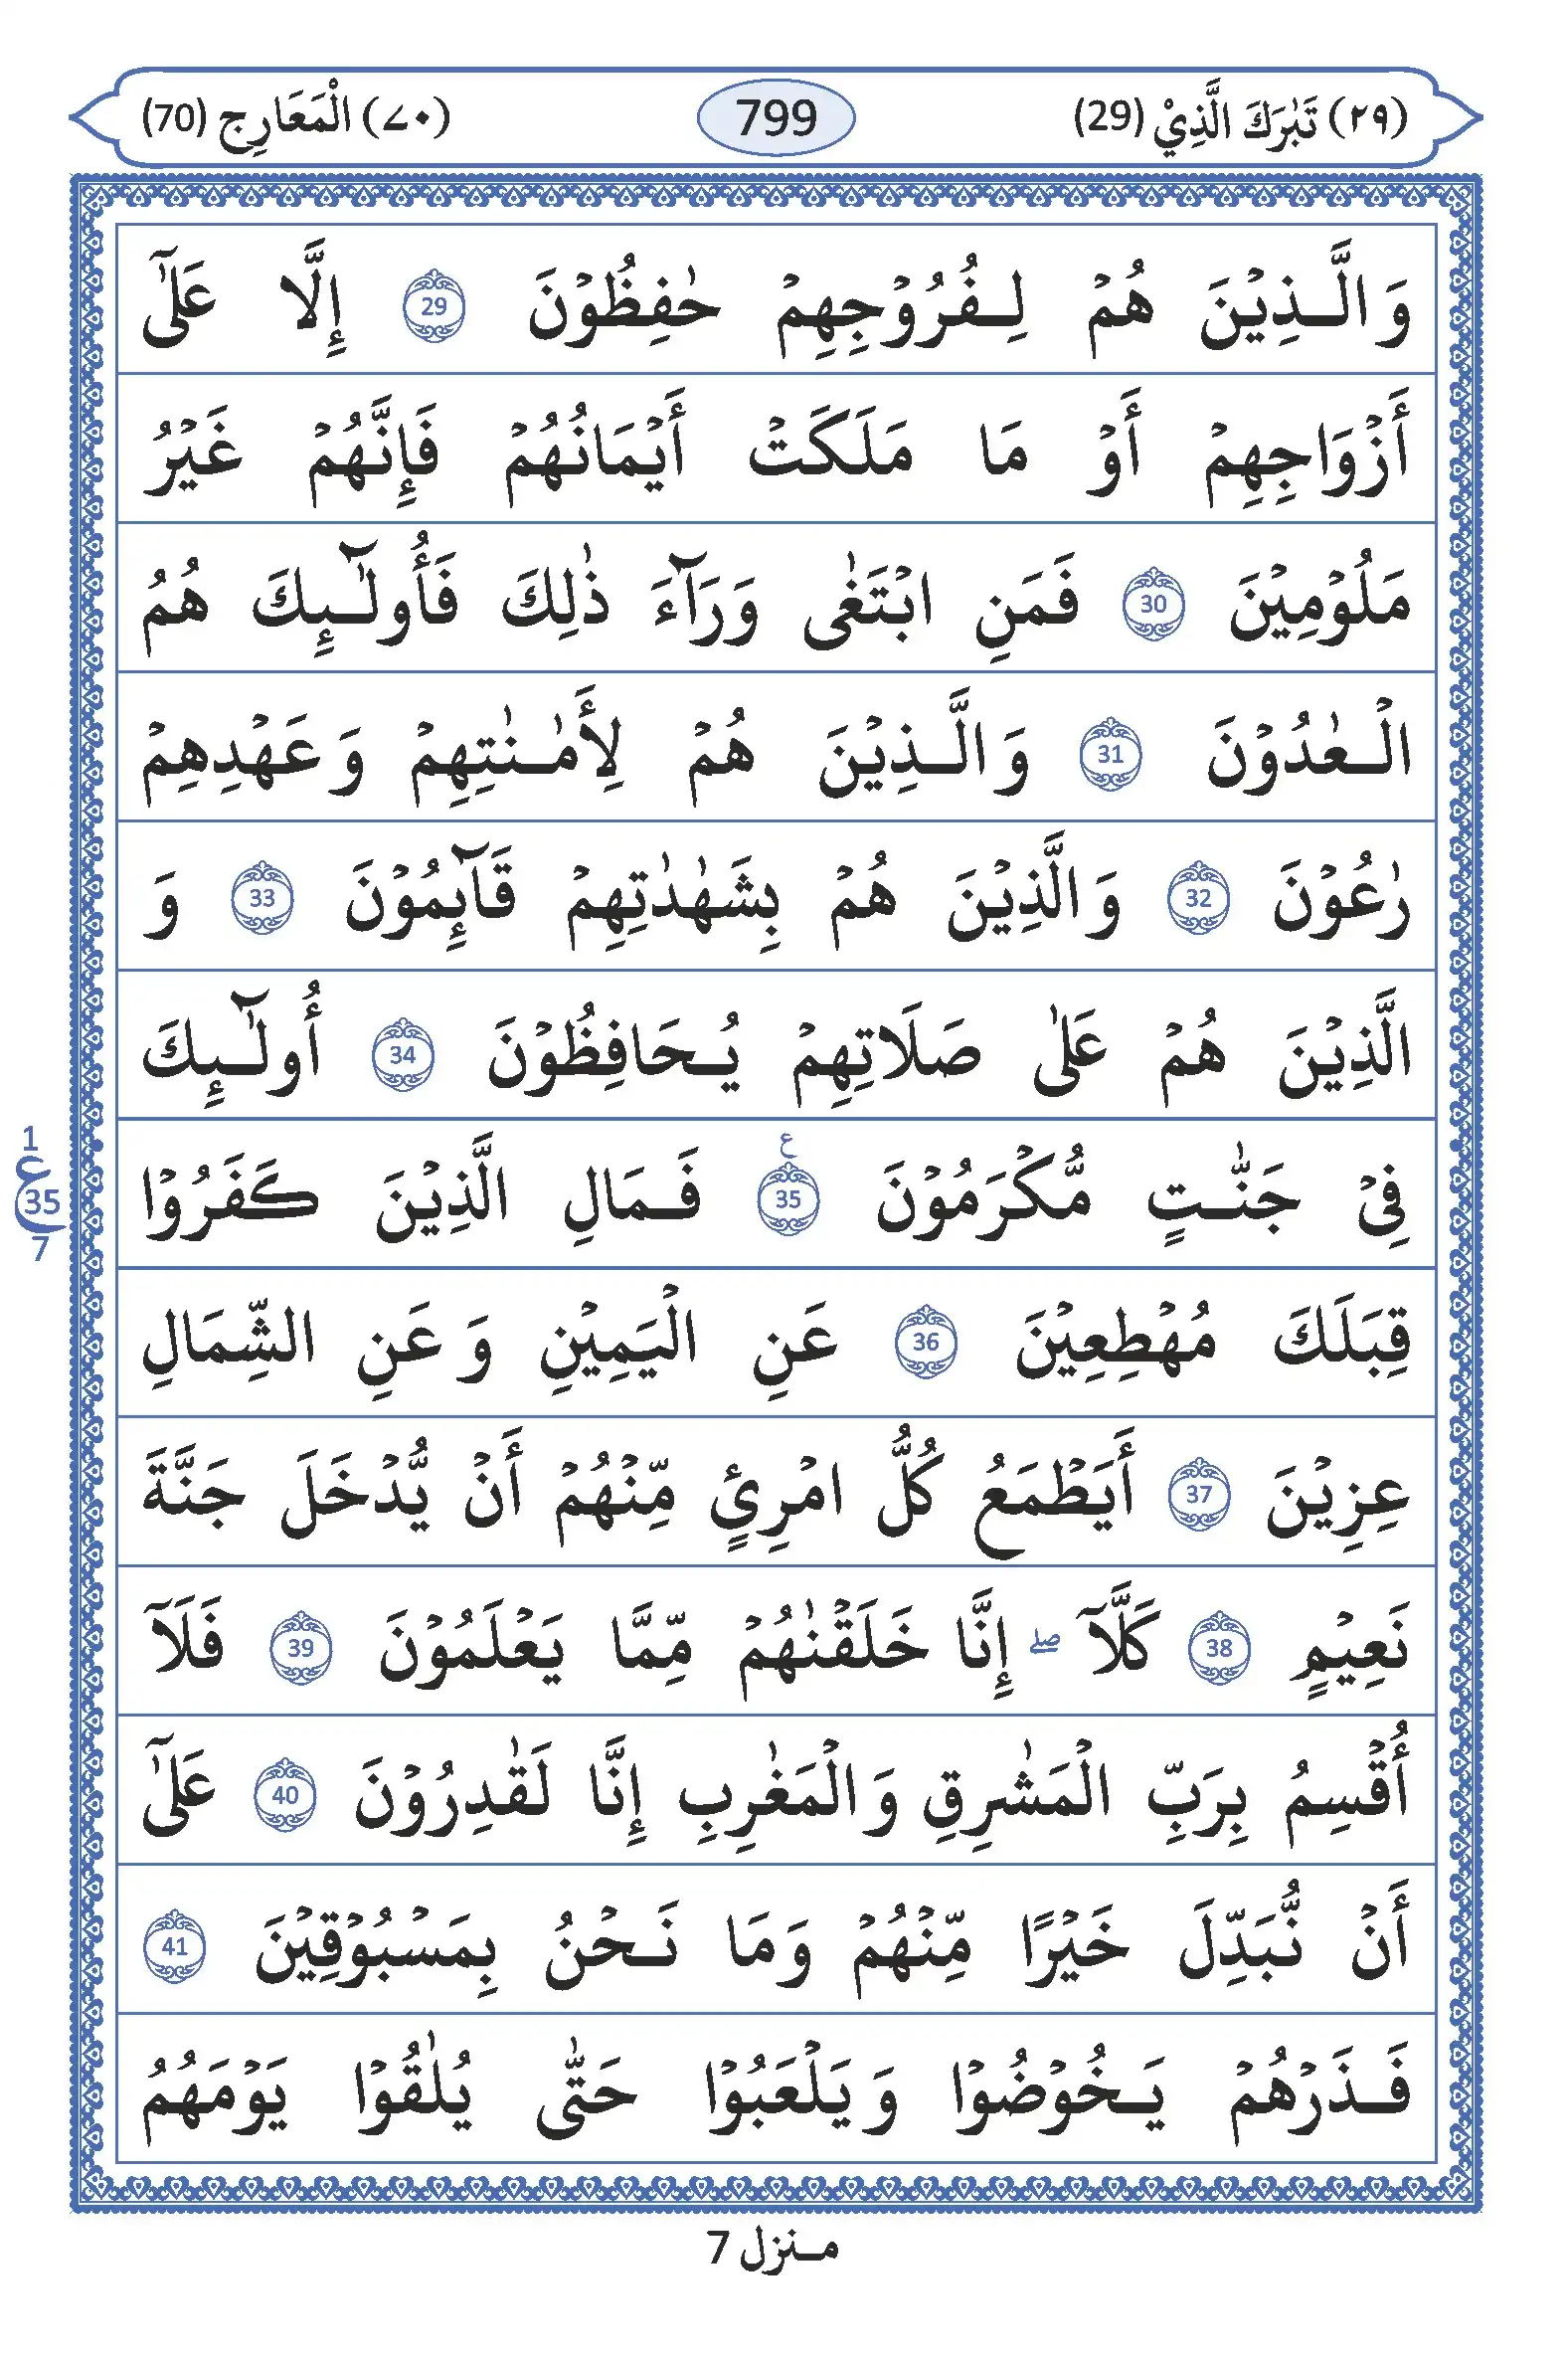 (٢٩) تَبٰرَكَ الَّذِيْ (29) 799 (٧٠) الْمَعَارِج (70)
وَالَّذِيْنَ هُمْ لِفُرُوْجِهِمْ حٰفِظُوْنَ 29 إِلَّا عَلٰٓى
أَزْوَاجِهِمْ أَوْ مَا مَلَكَتْ أَيْمَانُهُمْ فَإِنَّهُمْ غَيْرُ
مَلُوْمِيْنَ 30 فَمَنِ ابْتَغٰى وَرَآءَ ذٰلِكَ فَأُولٰٓئِكَ هُمُ
الْعٰدُوْنَ 31 وَالَّذِيْنَ هُمْ لِأَمٰنٰتِهِمْ وَعَهْدِهِمْ
رٰعُوْنَ 32 وَالَّذِيْنَ هُمْ بِشَهٰدٰتِهِمْ قَآئِمُوْنَ 33 وَ
الَّذِيْنَ هُمْ عَلٰى صَلَاتِهِمْ يُحَافِظُوْنَ 34 أُولٰٓئِكَ
فِيْ جَنّٰتٍ مُّكْرَمُوْنَ ع 35 فَمَالِ الَّذِيْنَ كَفَرُوْا
1 ع 35 7
قِبَلَكَ مُهْطِعِيْنَ 36 عَنِ الْيَمِيْنِ وَعَنِ الشِّمَالِ
عِزِيْنَ 37 أَيَطْمَعُ كُلُّ امْرِئٍ مِّنْهُمْ أَنْ يُّدْخَلَ جَنَّةَ
نَعِيْمٍ 38 كَلَّآ ۖ إِنَّا خَلَقْنٰهُمْ مِّمَّا يَعْلَمُوْنَ 39 فَلَآ
أُقْسِمُ بِرَبِّ الْمَشٰرِقِ وَالْمَغٰرِبِ إِنَّا لَقٰدِرُوْنَ 40 عَلٰٓى
أَنْ نُّبَدِّلَ خَيْرًا مِّنْهُمْ وَمَا نَحْنُ بِمَسْبُوْقِيْنَ 41
فَذَرْهُمْ يَخُوْضُوْا وَيَلْعَبُوْا حَتّٰى يُلٰقُوْا يَوْمَهُمُ
منزل 7